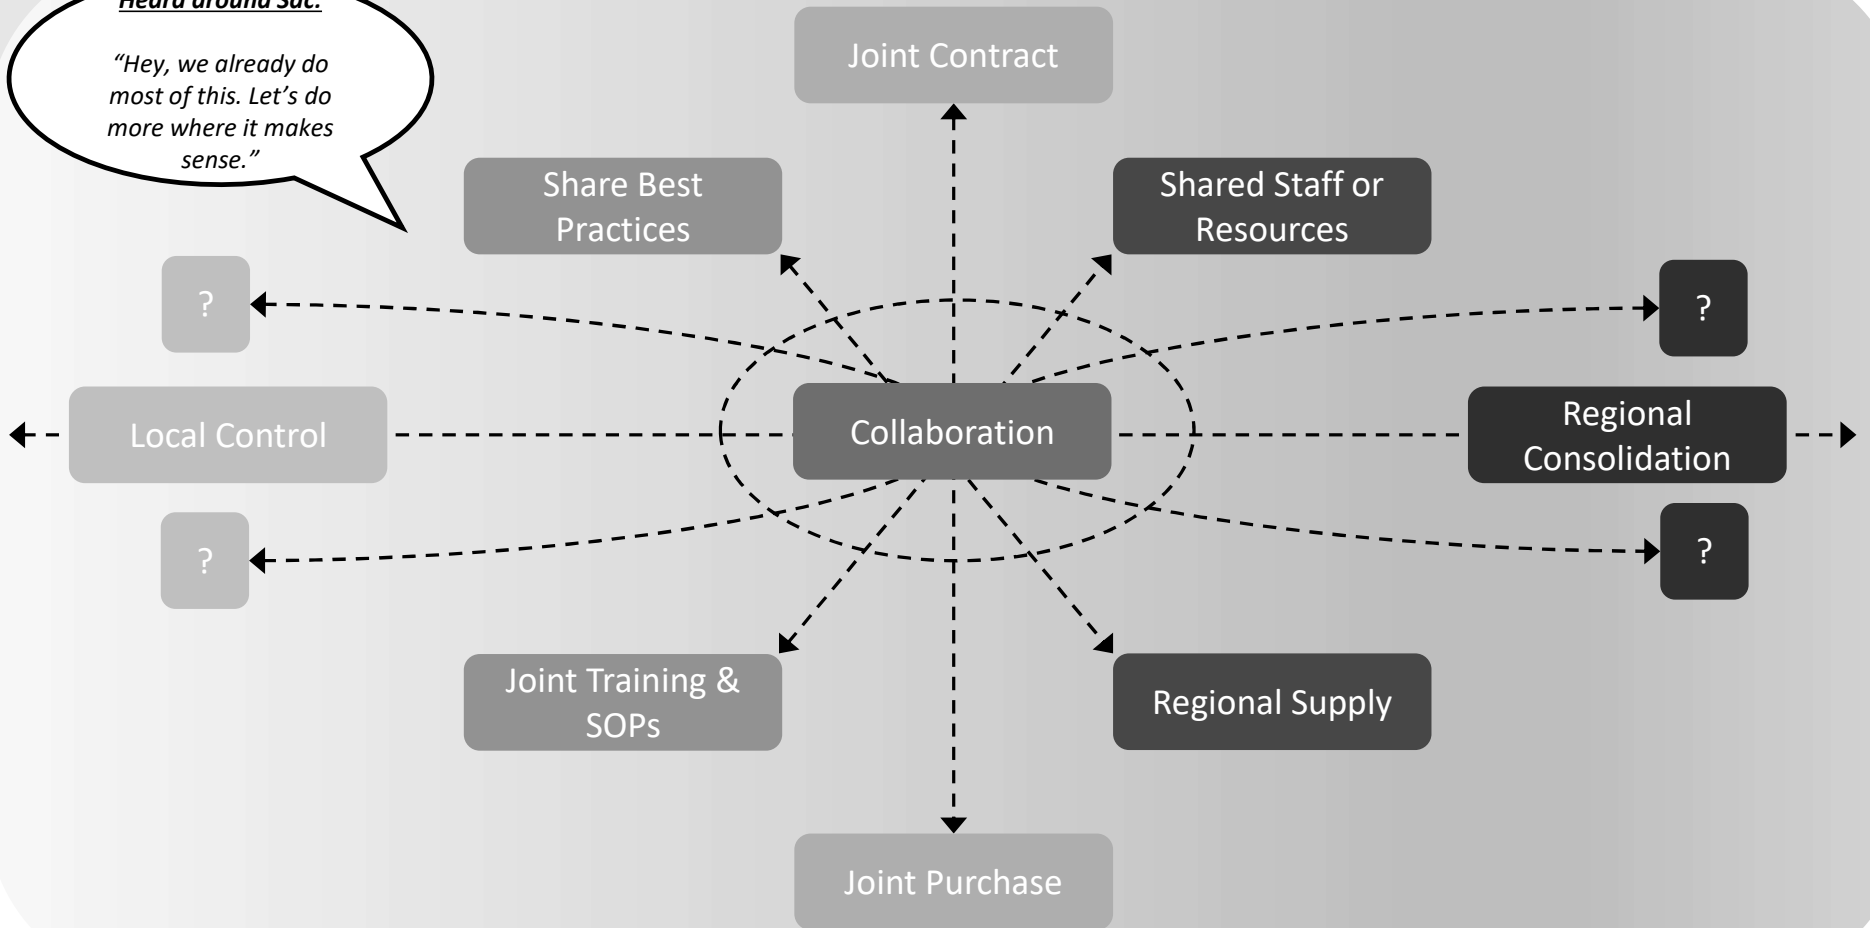 Heard around Sac:
“Hey, we already do
most of this. Let’s do
more where it makes
sense.”
Joint Contract
Share Best
Practices
Shared Staff or
Resources
?
?
Local Control
Collaboration
Regional
Consolidation
?
?
Joint Training &
SOPs
Regional Supply
Joint Purchase